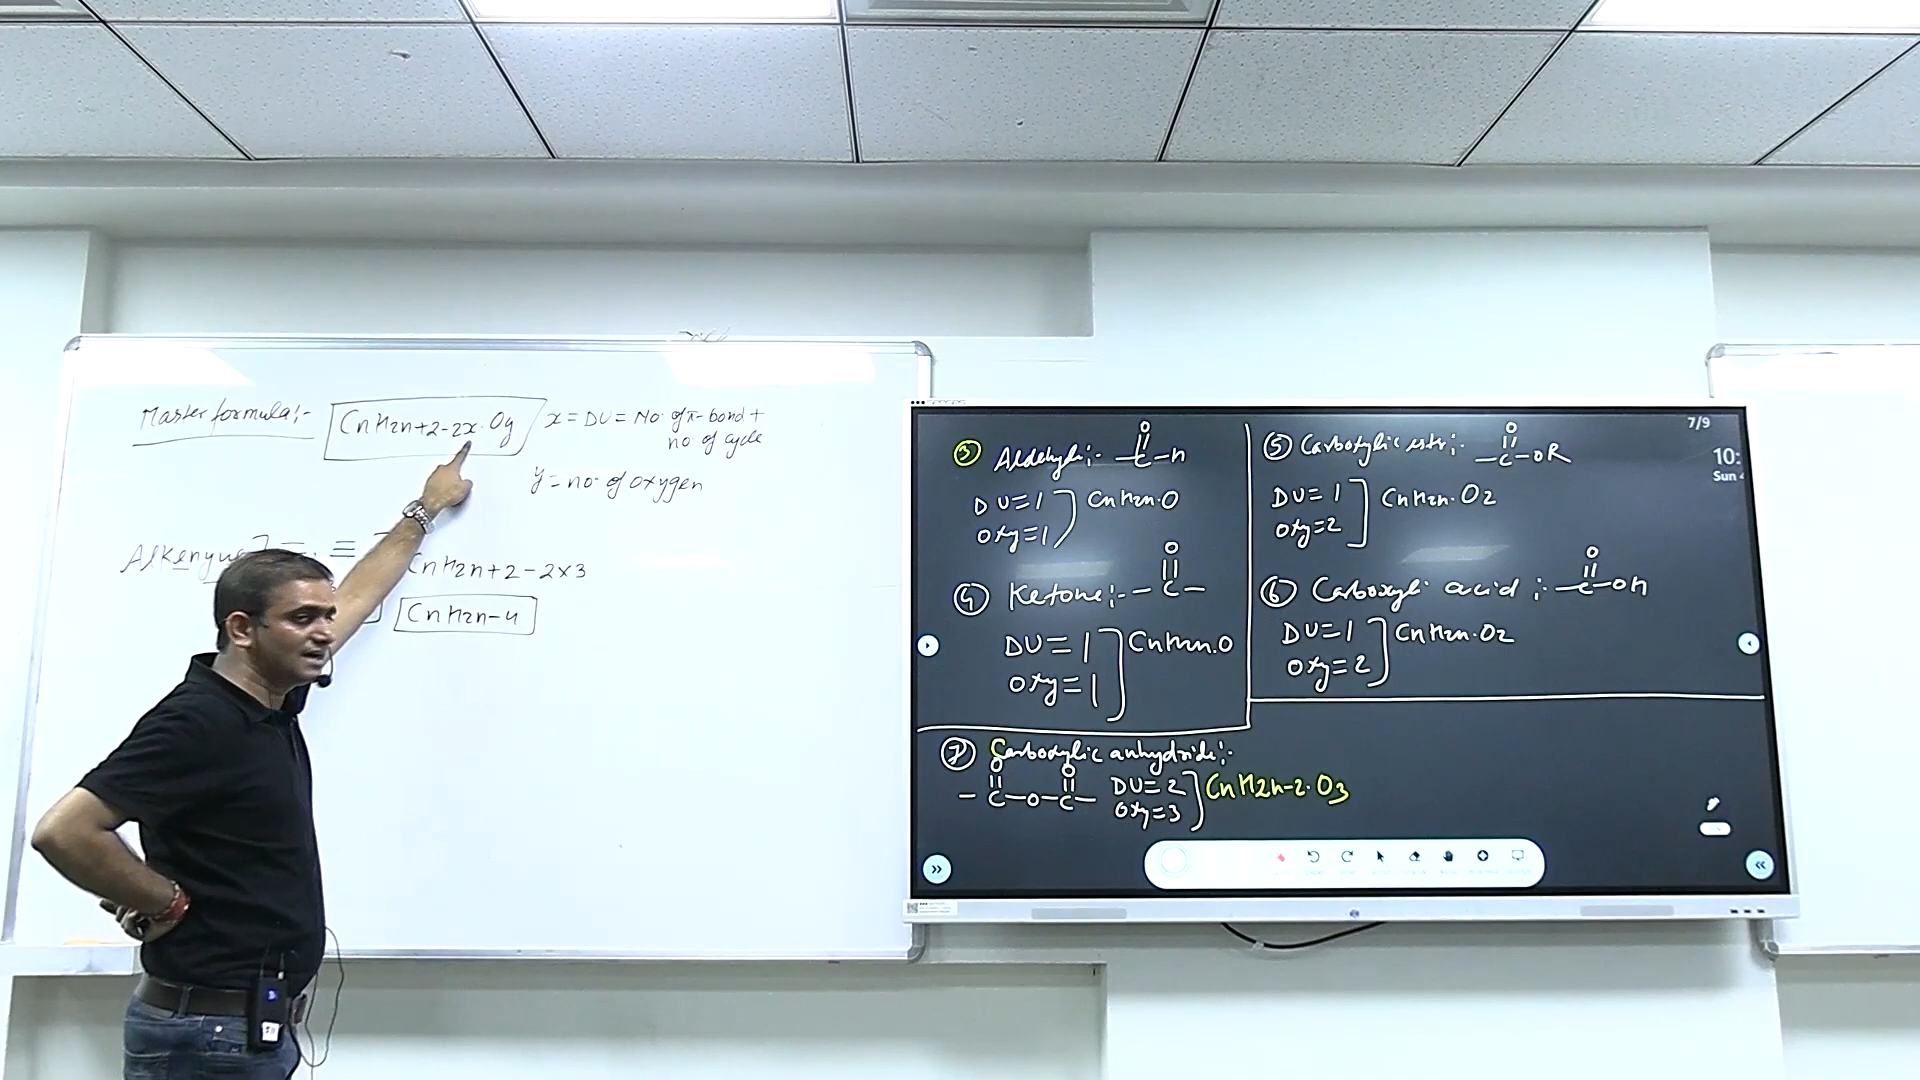 Master formula:-
CnH2n+2-2x.Oy
x = DU = No. of π-bond +
no. of cycle
y = no. of oxygen
CnH2n+2-2x3
CnH2n-4
7/9
10:
Sun
③ Aldehyde:- -C-H
O
DU=1
Oxy=1
CnH2n.O
④ Ketone:- -C-
O
DU=1
Oxy=1
CnH2n.O
⑤ Carboxylic ester:- -C-OR
O
DU=1
Oxy=2
CnH2n.O2
⑥ Carboxyli acid :- -C-OH
O
DU=1
Oxy=2
CnH2n.O2
⑦ Carboxylic anhydride:-
O O
-C-O-C-
DU=2
Oxy=3
CnH2n-2.O3